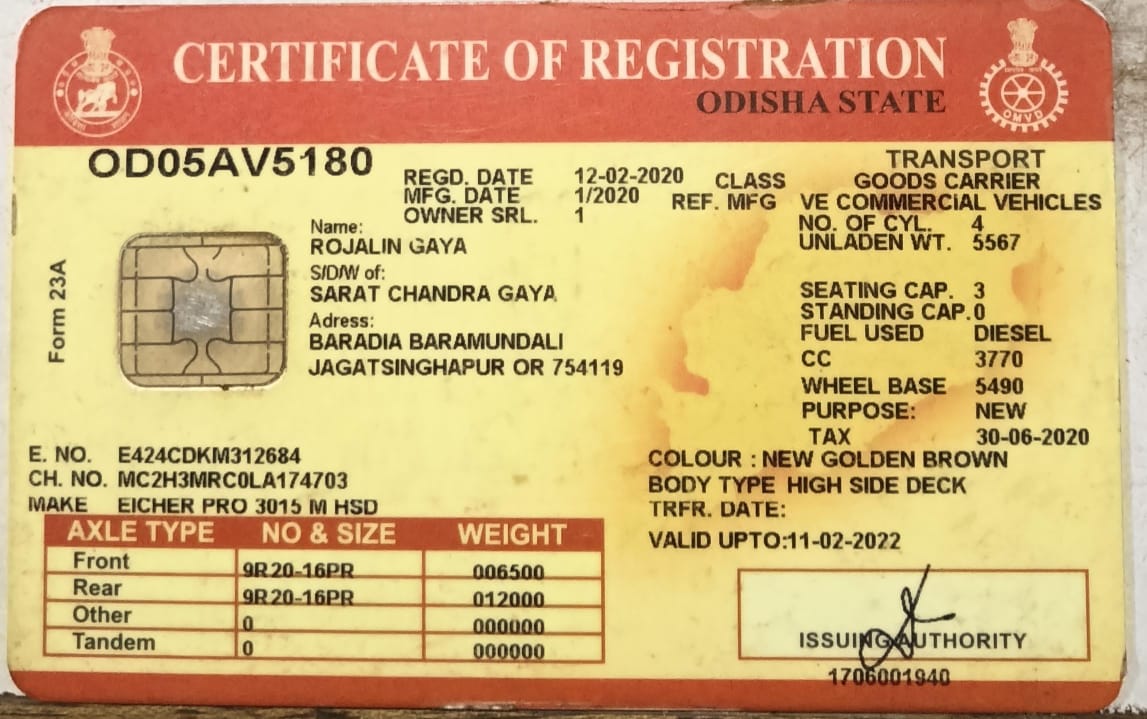 CERTIFICATE OF REGISTRATION
ODISHA STATE
OMVD
OD05AV5180
REGD. DATE 12-02-2020
MFG. DATE 1/2020
OWNER SRL. 1
CLASS TRANSPORT
GOODS CARRIER
REF. MFG VE COMMERCIAL VEHICLES
NO. OF CYL. 4
UNLADEN WT. 5567
Form 23A
Name:
ROJALIN GAYA
S/D/W of:
SARAT CHANDRA GAYA
Adress:
BARADIA BARAMUNDALI
JAGATSINGHAPUR OR 754119
SEATING CAP. 3
STANDING CAP. 0
FUEL USED DIESEL
CC 3770
WHEEL BASE 5490
PURPOSE: NEW
TAX 30-06-2020
E. NO. E424CDKM312684
CH. NO. MC2H3MRC0LA174703
MAKE EICHER PRO 3015 M HSD
COLOUR : NEW GOLDEN BROWN
BODY TYPE HIGH SIDE DECK
TRFR. DATE:
VALID UPTO:11-02-2022
AXLE TYPE NO & SIZE WEIGHT
Front 9R20-16PR 006500
Rear 9R20-16PR 012000
Other 0 000000
Tandem 0 000000
ISSUING AUTHORITY
1706001940